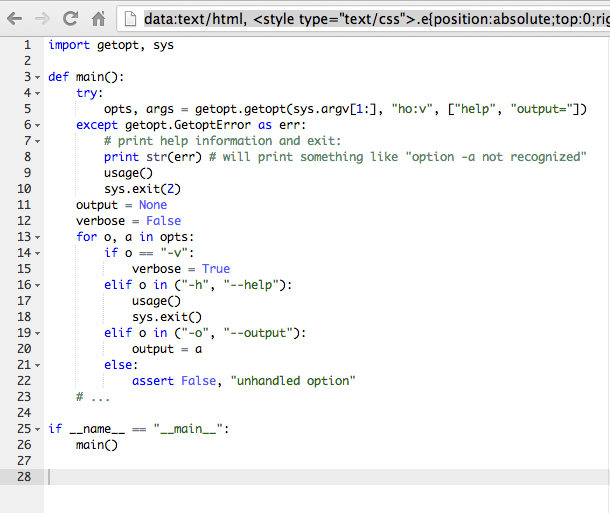 data:text/html, <style type="text/css">.e{position:absolute;top:0;rig
1 import getopt, sys
2
3 def main():
4     try:
5         opts, args = getopt.getopt(sys.argv[1:], "ho:v", ["help", "output="])
6     except getopt.GetoptError as err:
7         # print help information and exit:
8         print str(err) # will print something like "option -a not recognized"
9         usage()
10         sys.exit(2)
11     output = None
12     verbose = False
13     for o, a in opts:
14         if o == "-v":
15             verbose = True
16         elif o in ("-h", "--help"):
17             usage()
18             sys.exit()
19         elif o in ("-o", "--output"):
20             output = a
21         else:
22             assert False, "unhandled option"
23     # ...
24
25 if __name__ == "__main__":
26     main()
27
28